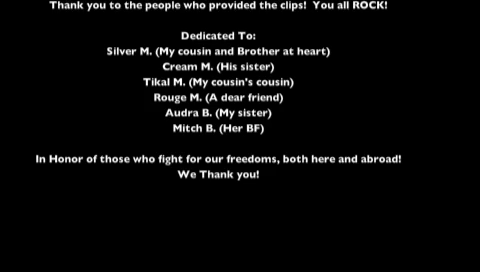 Thank you to the people who provided the clips!  You all ROCK!
Dedicated To:
Silver M. (My cousin and Brother at heart)
Cream M. (His sister)
Tikal M. (My cousin's cousin)
Rouge M. (A dear friend)
Audra B. (My sister)
Mitch B. (Her BF)
In Honor of those who fight for our freedoms, both here and abroad!
We Thank you!